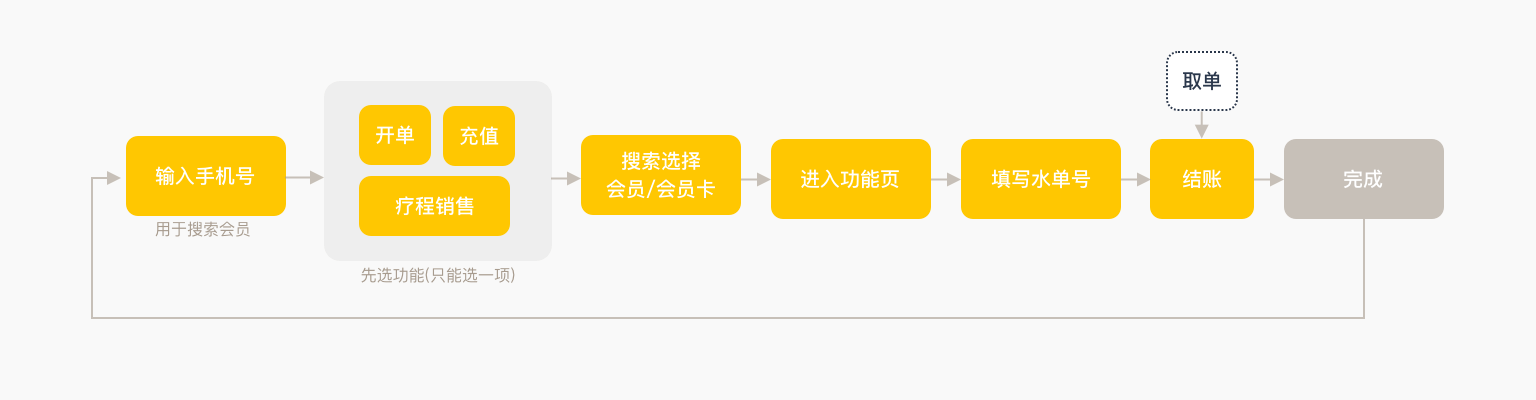 输入手机号
用于搜索会员
开单
充值
疗程销售
先选功能(只能选一项)
搜索选择
会员/会员卡
进入功能页
填写水单号
取单
结账
完成